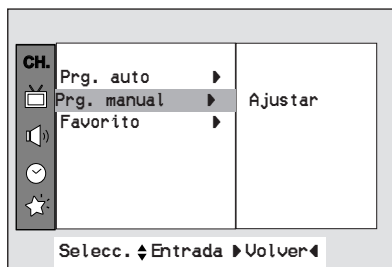 CH.
Prg. auto ▶
Prg. manual ▶ Ajustar
Favorito ▶
Selecc. ▲▼ Entrada ▶ Volver ◀